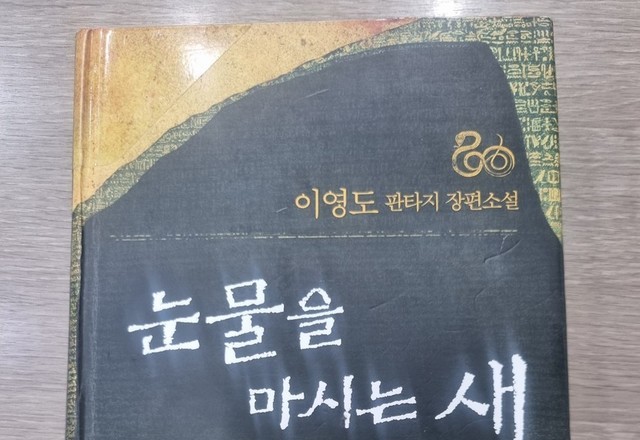 이영도 판타지 장편소설
눈물을
마시는 새